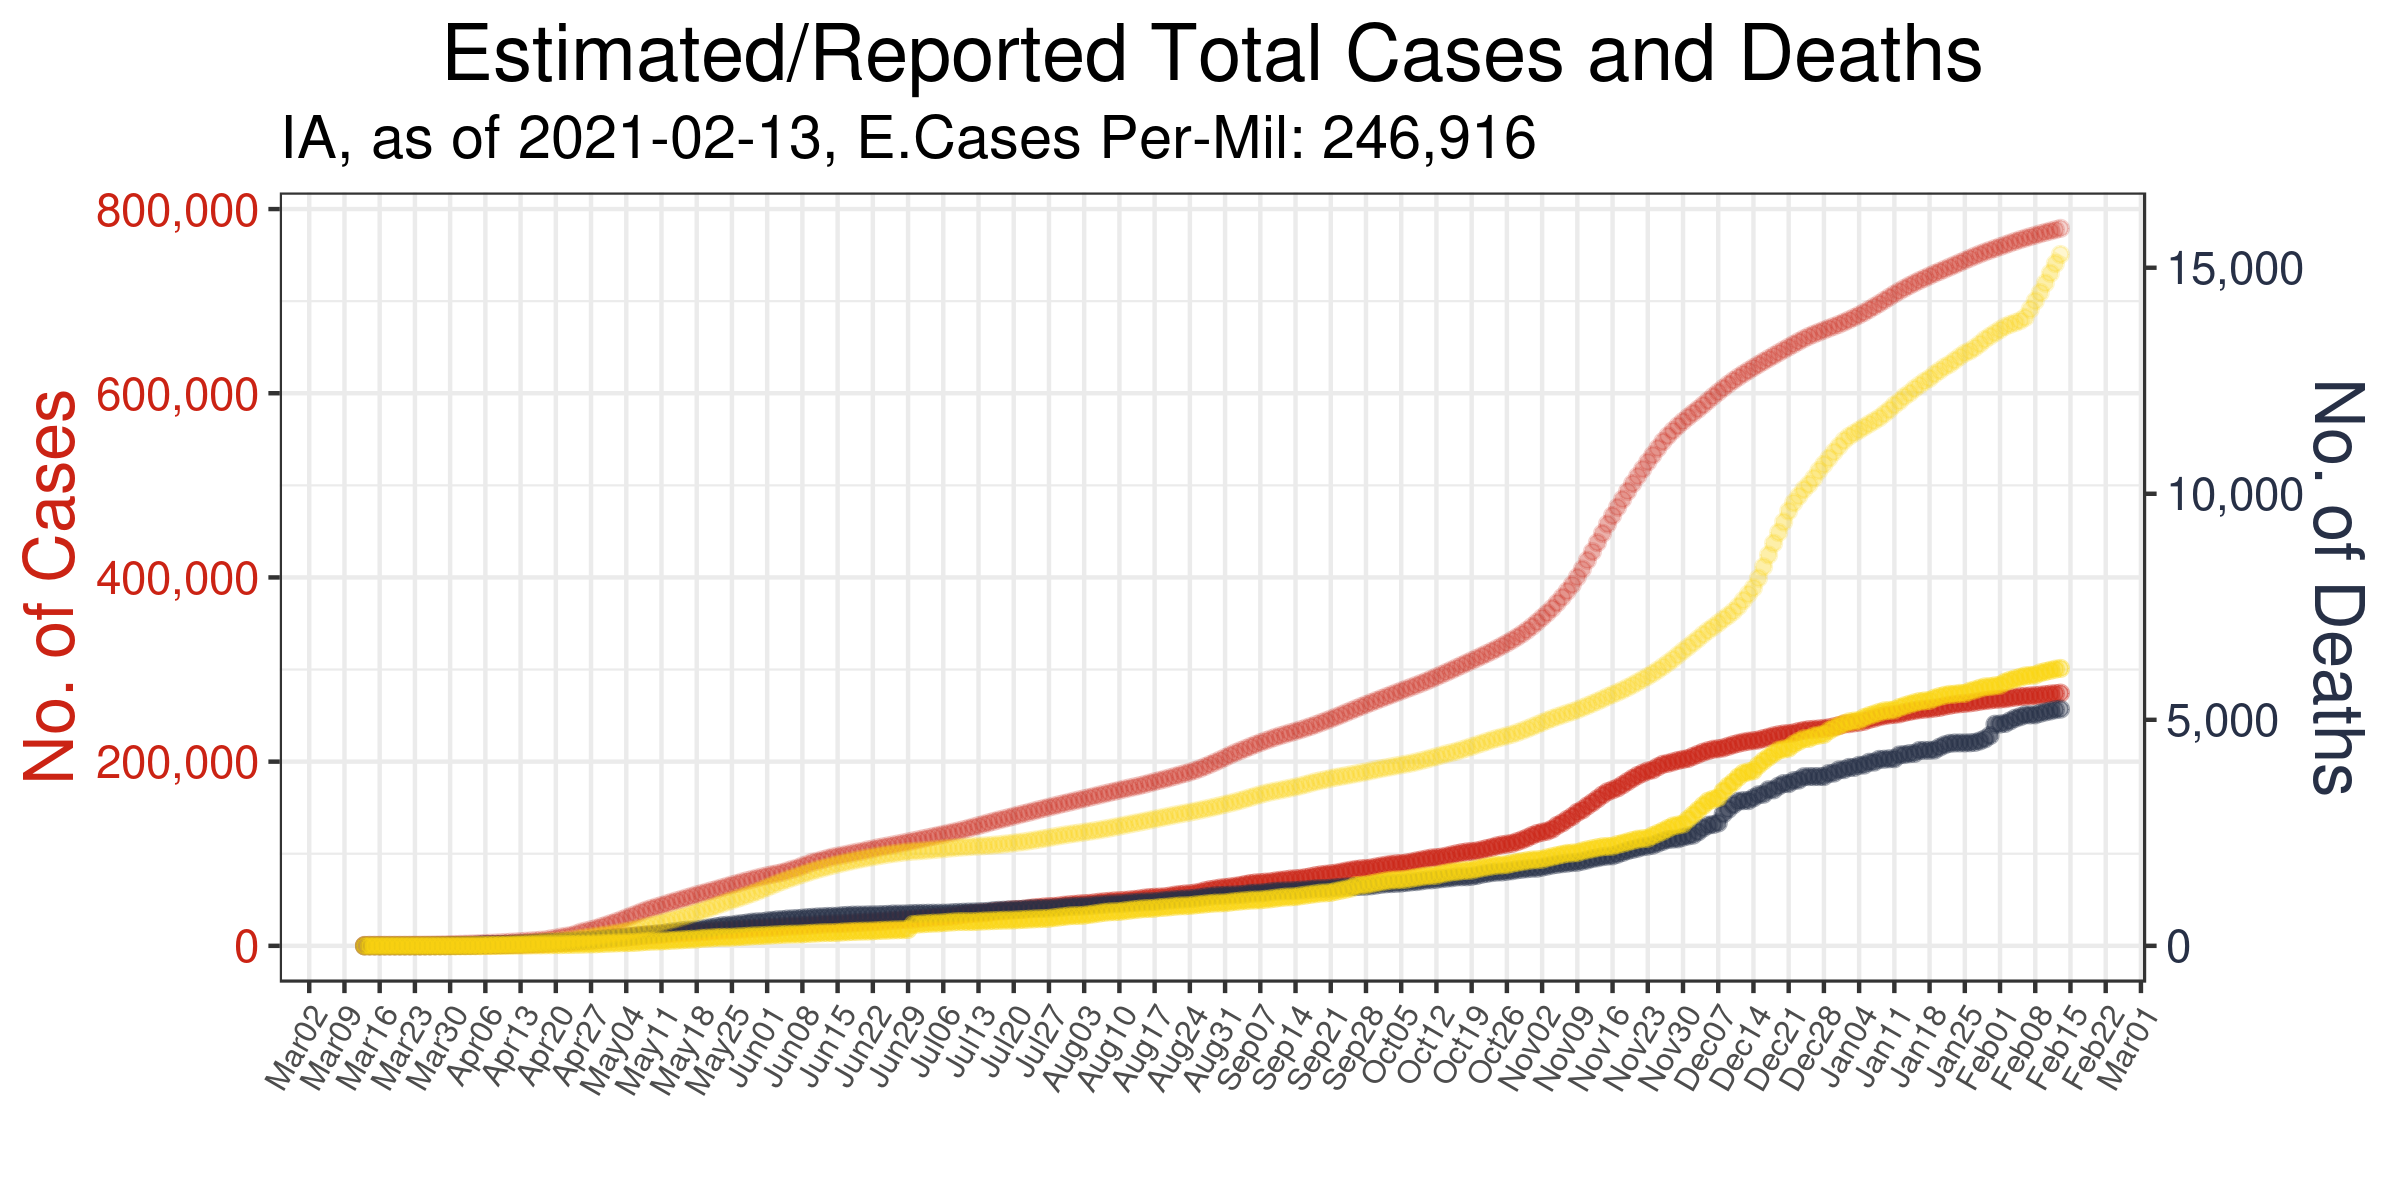 Estimated/Reported Total Cases and Deaths
IA, as of 2021-02-13, E.Cases Per-Mil: 246,916
No. of Cases
800,000
600,000
400,000
200,000
0
15,000
10,000
5,000
0
No. of Deaths
Mar02
Mar09
Mar16
Mar23
Mar30
Apr06
Apr13
Apr20
Apr27
May04
May11
May18
May25
Jun01
Jun08
Jun15
Jun22
Jun29
Jul06
Jul13
Jul20
Jul27
Aug03
Aug10
Aug17
Aug24
Aug31
Sep07
Sep14
Sep21
Sep28
Oct05
Oct12
Oct19
Oct26
Nov02
Nov09
Nov16
Nov23
Nov30
Dec07
Dec14
Dec21
Dec28
Jan04
Jan11
Jan18
Jan25
Feb01
Feb08
Feb15
Feb22
Mar01